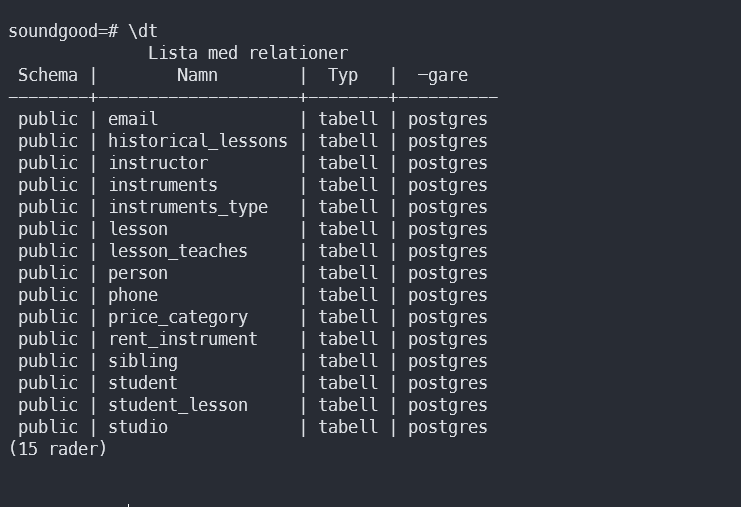 soundgood=# \dt
              Lista med relationer
 Schema |        Namn        |  Typ   |  ─gare
--------+--------------------+--------+----------
 public | email              | tabell | postgres
 public | historical_lessons | tabell | postgres
 public | instructor         | tabell | postgres
 public | instruments        | tabell | postgres
 public | instruments_type   | tabell | postgres
 public | lesson             | tabell | postgres
 public | lesson_teaches     | tabell | postgres
 public | person             | tabell | postgres
 public | phone              | tabell | postgres
 public | price_category     | tabell | postgres
 public | rent_instrument    | tabell | postgres
 public | sibling            | tabell | postgres
 public | student            | tabell | postgres
 public | student_lesson     | tabell | postgres
 public | studio             | tabell | postgres
(15 rader)